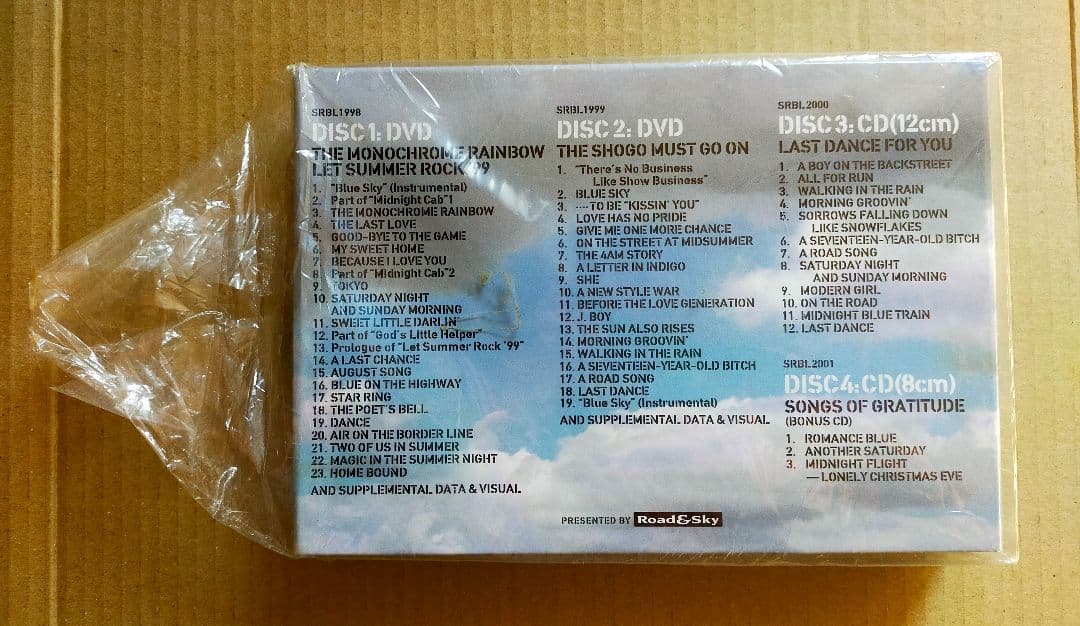 SRBL1998
DISC 1: DVD
THE MONOCHROME RAINBOW
LET SUMMER ROCK '99
1. "Blue Sky" (Instrumental)
2. Part of "Midnight Cab" 1
3. THE MONOCHROME RAINBOW
4. THE LAST LOVE
5. GOOD-BYE TO THE GAME
6. MY SWEET HOME
7. BECAUSE I LOVE YOU
8. Part of "Midnight Cab" 2
9. TOKYO
10. SATURDAY NIGHT
AND SUNDAY MORNING
11. SWEET LITTLE DARLIN'
12. Part of "God's Little Helper"
13. Prologue of "Let Summer Rock '99"
14. A LAST CHANCE
15. AUGUST SONG
16. BLUE ON THE HIGHWAY
17. STAR RING
18. THE POET'S BELL
19. DANCE
20. AIR ON THE BORDER LINE
21. TWO OF US IN SUMMER
22. MAGIC IN THE SUMMER NIGHT
23. HOME BOUND
AND SUPPLEMENTAL DATA & VISUAL
SRBL1999
DISC 2: DVD
THE SHOGO MUST GO ON
1. "There's No Business
Like Show Business"
2. BLUE SKY
3. ....TO BE "KISSIN' YOU"
4. LOVE HAS NO PRIDE
5. GIVE ME ONE MORE CHANCE
6. ON THE STREET AT MIDSUMMER
7. THE 4AM STORY
8. A LETTER IN INDIGO
9. SHE
10. A NEW STYLE WAR
11. BEFORE THE LOVE GENERATION
12. J. BOY
13. THE SUN ALSO RISES
14. MORNING GROOVIN'
15. WALKING IN THE RAIN
16. A SEVENTEEN-YEAR-OLD BITCH
17. A ROAD SONG
18. LAST DANCE
19. "Blue Sky" (Instrumental)
AND SUPPLEMENTAL DATA & VISUAL
SRBL2000
DISC 3: CD(12cm)
LAST DANCE FOR YOU
1. A BOY ON THE BACKSTREET
2. ALL FOR RUN
3. WALKING IN THE RAIN
4. MORNING GROOVIN'
5. SORROWS FALLING DOWN
LIKE SNOWFLAKES
6. A SEVENTEEN-YEAR-OLD BITCH
7. A ROAD SONG
8. SATURDAY NIGHT
AND SUNDAY MORNING
9. MODERN GIRL
10. ON THE ROAD
11. MIDNIGHT BLUE TRAIN
12. LAST DANCE
SRBL2001
DISC 4: CD(8cm)
SONGS OF GRATITUDE
(BONUS CD)
1. ROMANCE BLUE
2. ANOTHER SATURDAY
3. MIDNIGHT FLIGHT
—LONELY CHRISTMAS EVE
PRESENTED BY Road&Sky